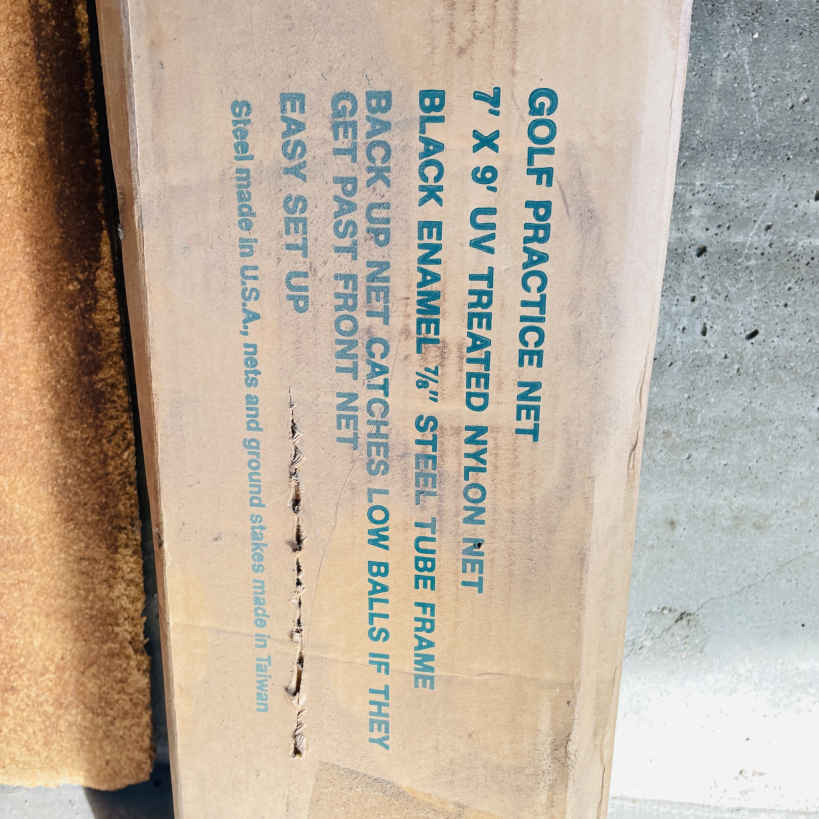 GOLF PRACTICE NET
7' X 9' UV TREATED NYLON NET
BLACK ENAMEL 7/8" STEEL TUBE FRAME
BACK UP NET CATCHES LOW BALLS IF THEY
GET PAST FRONT NET
EASY SET UP
Steel made in U.S.A., nets and ground stakes made in Taiwan